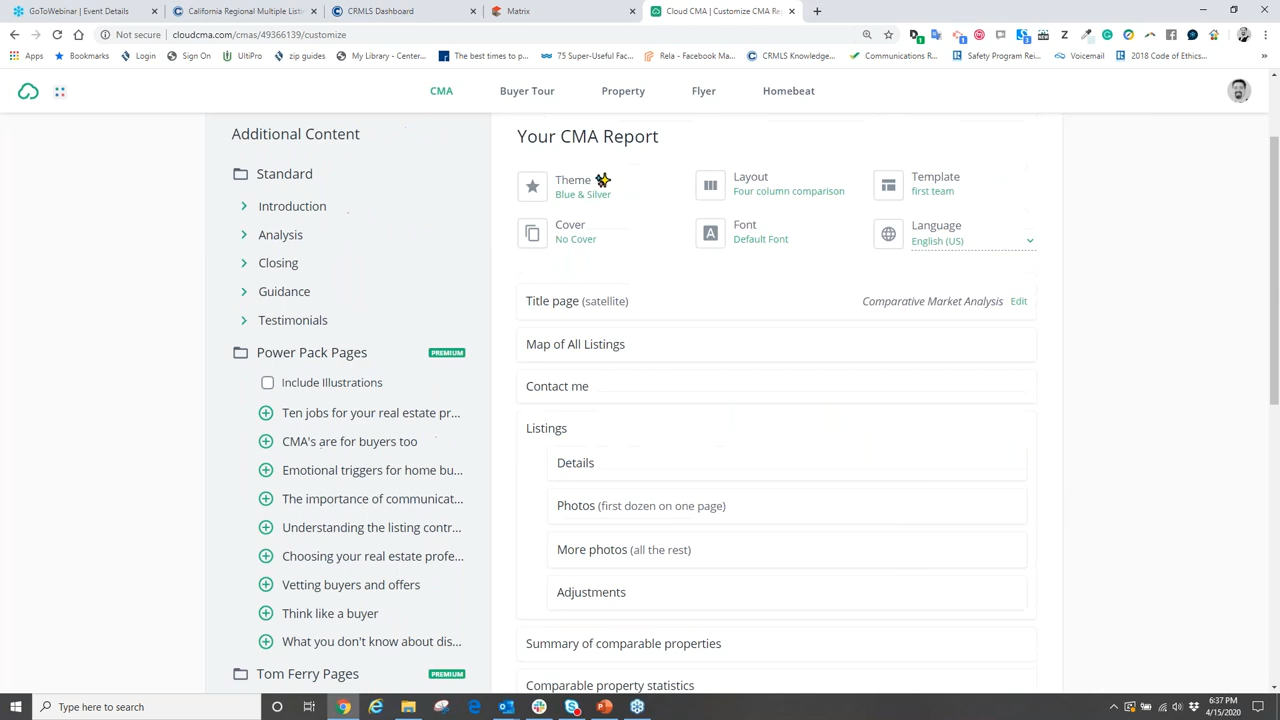 GoToWebinar | Event Details
California Regional Multiple Listin
CRMLS Dashboard
Matrix
Cloud CMA | Customize CMA Re
Not secure | cloudcma.com/cmas/49366139/customize
Apps
Bookmarks
Login
Sign On
UltiPro
zip guides
My Library - Center...
The best times to p...
75 Super-Useful Fac...
Rela - Facebook Ma...
CRMLS Knowledge...
Communications R...
Safety Program Rei...
Voicemail
2018 Code of Ethics...
CMA
Buyer Tour
Property
Flyer
Homebeat
Additional Content
Standard
Introduction
Analysis
Closing
Guidance
Testimonials
Power Pack Pages
PREMIUM
Include Illustrations
Ten jobs for your real estate pr...
CMA's are for buyers too
Emotional triggers for home bu...
The importance of communicat...
Understanding the listing contr...
Choosing your real estate profe...
Vetting buyers and offers
Think like a buyer
What you don't know about dis...
Tom Ferry Pages
PREMIUM
Your CMA Report
Theme
Blue & Silver
Layout
Four column comparison
Template
first team
Cover
No Cover
Font
Default Font
Language
English (US)
Title page (satellite)
Comparative Market Analysis
Edit
Map of All Listings
Contact me
Listings
Details
Photos (first dozen on one page)
More photos (all the rest)
Adjustments
Summary of comparable properties
Comparable property statistics
Type here to search
6:37 PM
4/15/2020